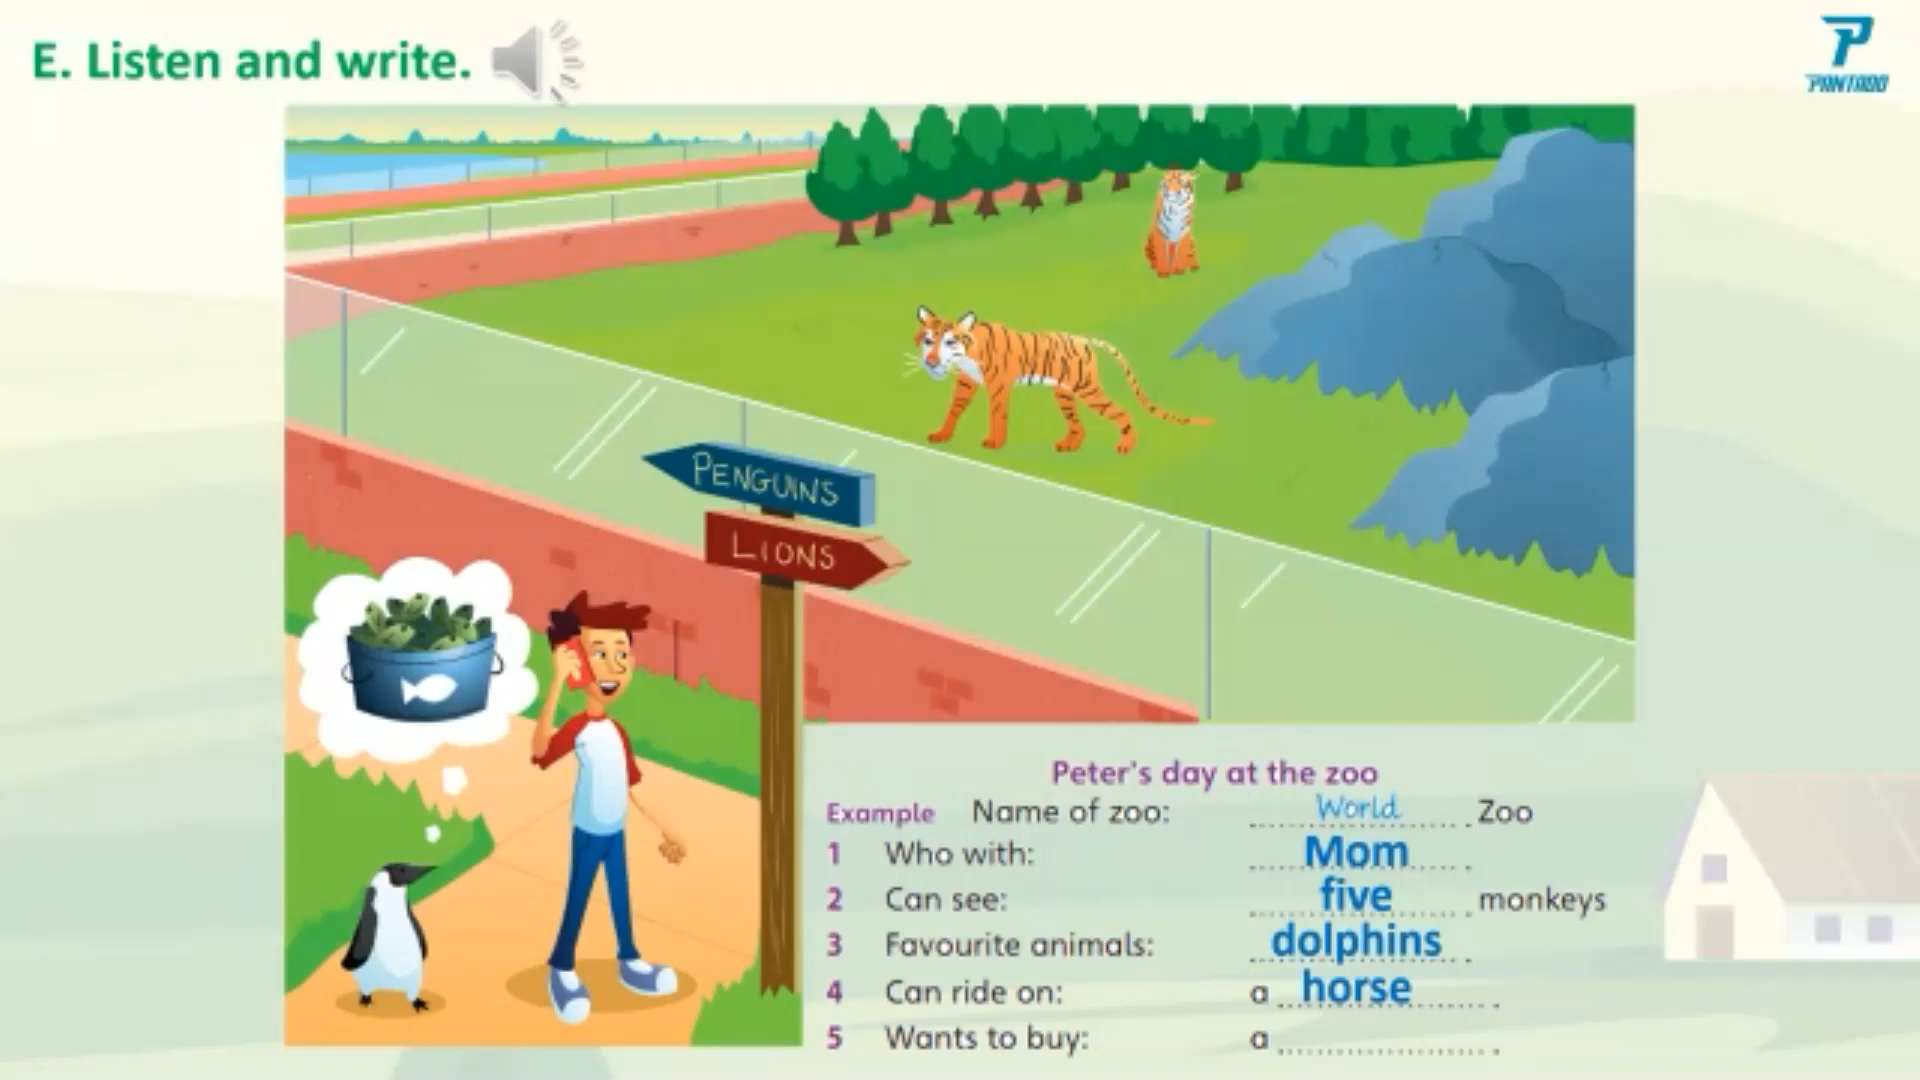 E. Listen and write.
PANTADO
PENGUINS
LIONS
Peter's day at the zoo
Example Name of zoo: World Zoo
1 Who with: Mom
2 Can see: five monkeys
3 Favourite animals: dolphins
4 Can ride on: a horse
5 Wants to buy: a